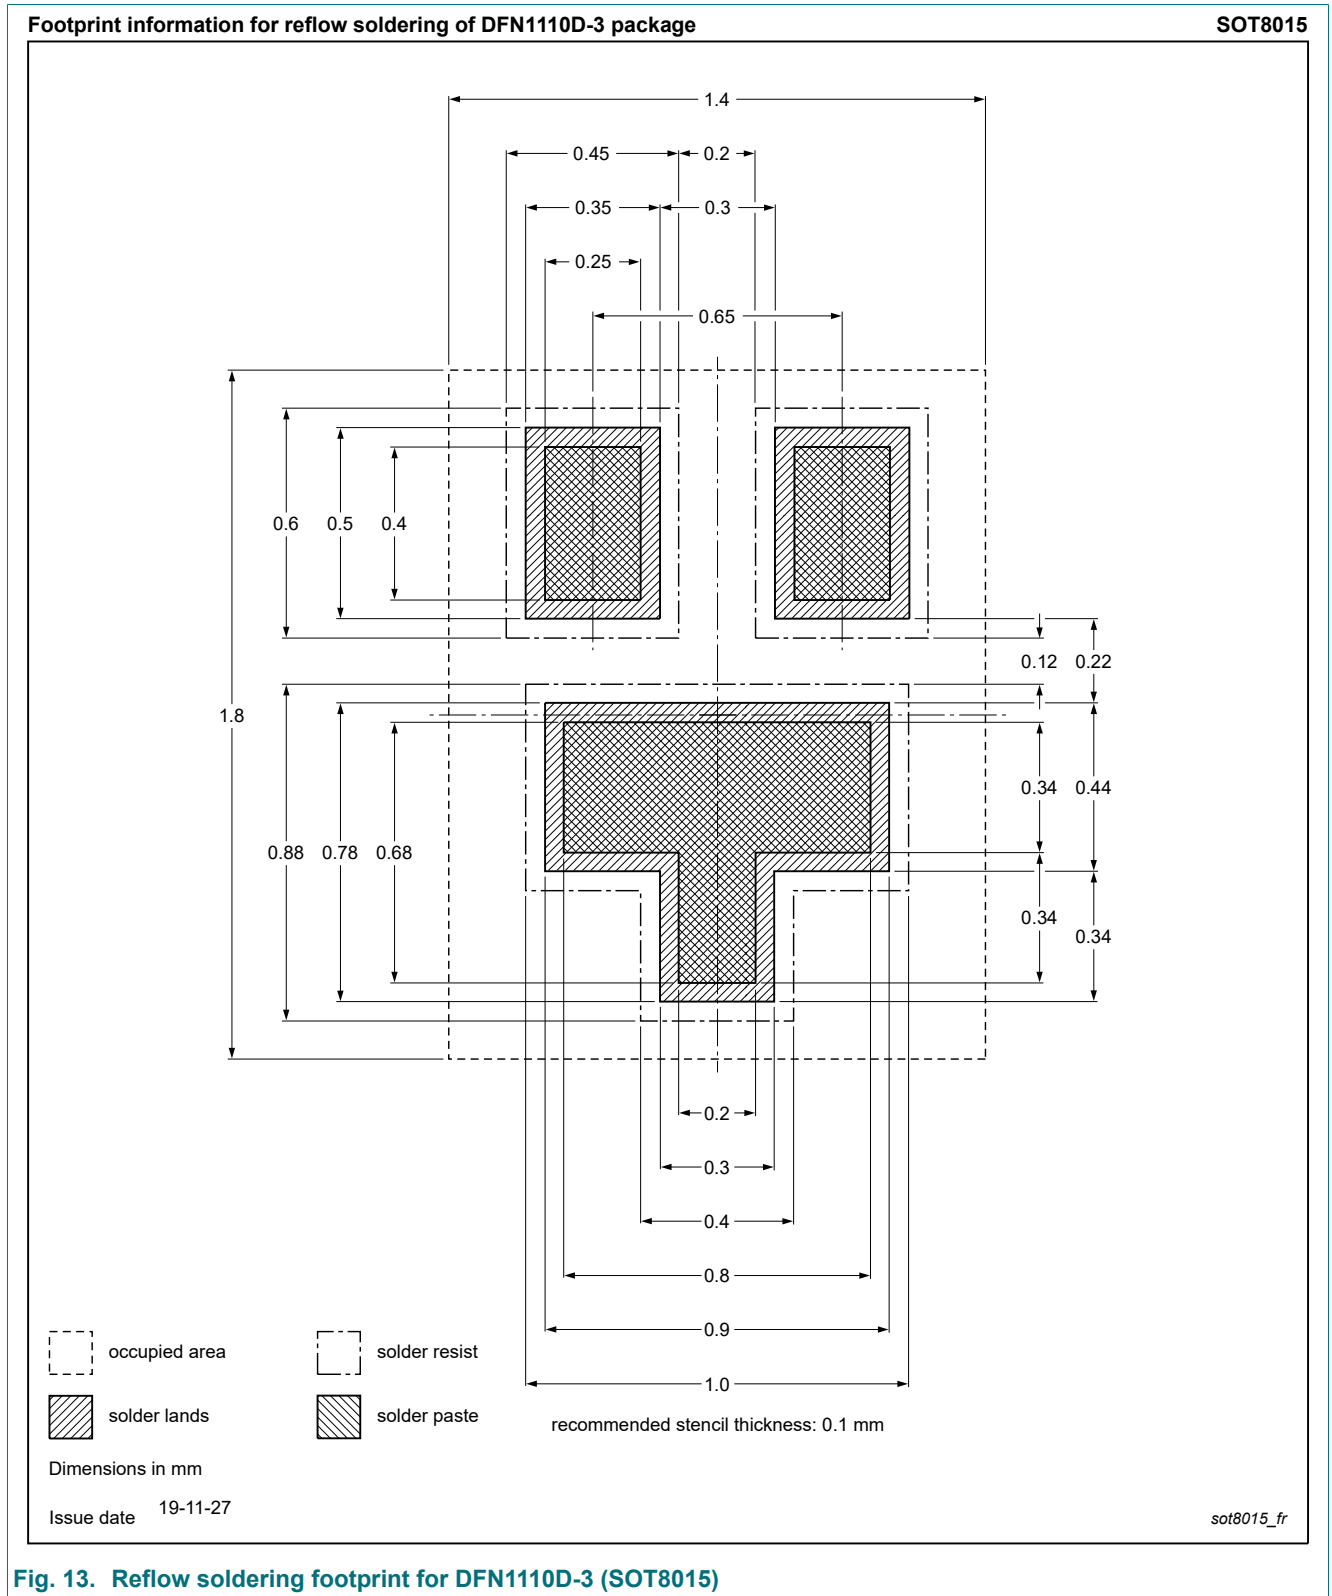 Footprint information for reflow soldering of DFN1110D-3 package SOT8015
1.4
0.45 0.2
0.35 0.3
0.25
0.65
0.6 0.5 0.4
0.12 0.22
1.8
0.34 0.44
0.88 0.78 0.68
0.34
0.34
0.2
0.3
0.4
0.8
0.9
1.0
occupied area solder resist
solder lands solder paste
recommended stencil thickness: 0.1 mm
Dimensions in mm
Issue date 19-11-27
sot8015_fr
Fig. 13. Reflow soldering footprint for DFN1110D-3 (SOT8015)